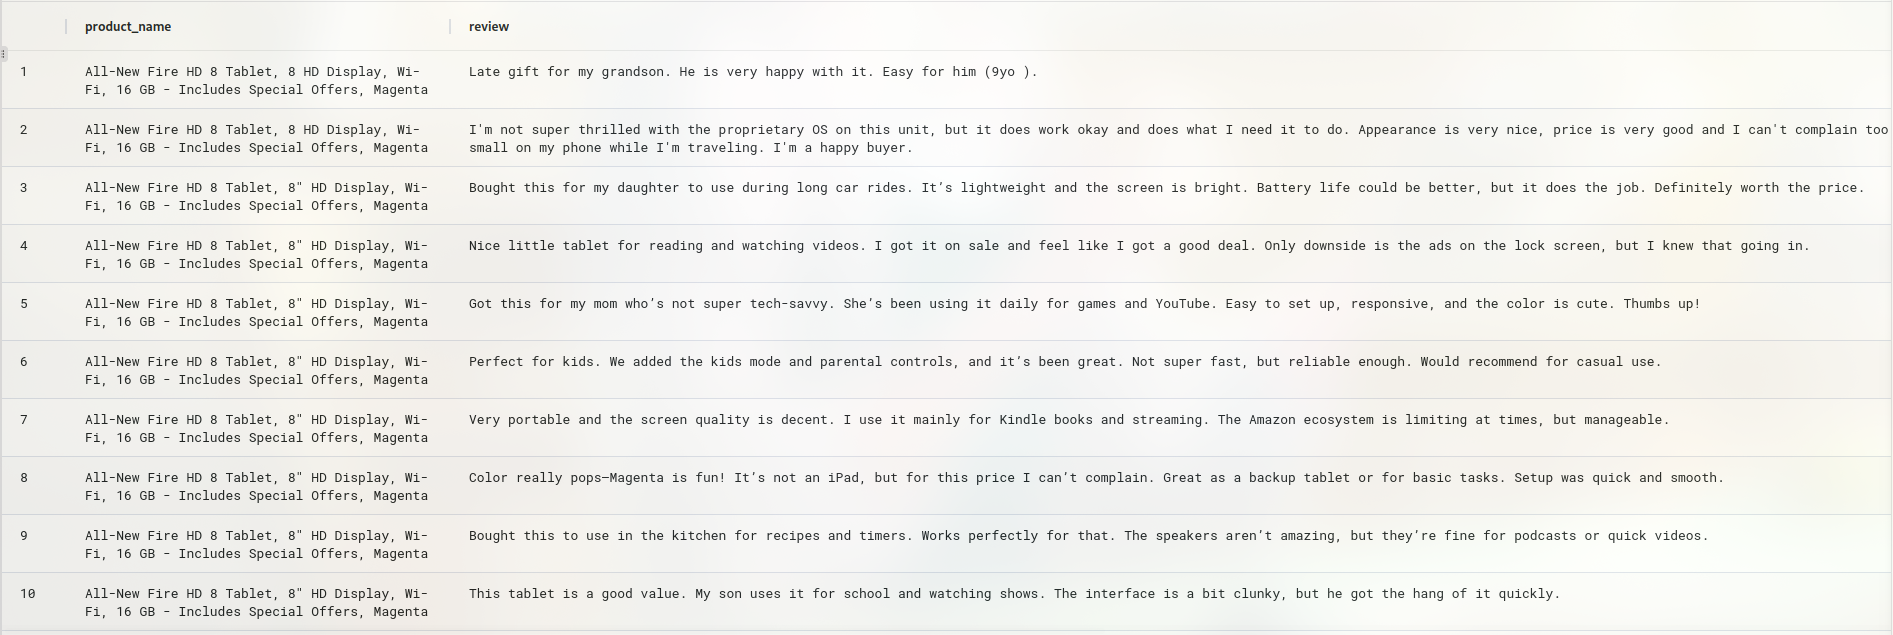 product_name review
1 All-New Fire HD 8 Tablet, 8 HD Display, Wi- Late gift for my grandson. He is very happy with it. Easy for him (9yo ).
Fi, 16 GB - Includes Special Offers, Magenta
2 All-New Fire HD 8 Tablet, 8 HD Display, Wi- I'm not super thrilled with the proprietary OS on this unit, but it does work okay and does what I need it to do. Appearance is very nice, price is very good and I can't complain too
Fi, 16 GB - Includes Special Offers, Magenta small on my phone while I'm traveling. I'm a happy buyer.
3 All-New Fire HD 8 Tablet, 8" HD Display, Wi- Bought this for my daughter to use during long car rides. It’s lightweight and the screen is bright. Battery life could be better, but it does the job. Definitely worth the price.
Fi, 16 GB - Includes Special Offers, Magenta
4 All-New Fire HD 8 Tablet, 8" HD Display, Wi- Nice little tablet for reading and watching videos. I got it on sale and feel like I got a good deal. Only downside is the ads on the lock screen, but I knew that going in.
Fi, 16 GB - Includes Special Offers, Magenta
5 All-New Fire HD 8 Tablet, 8" HD Display, Wi- Got this for my mom who’s not super tech-savvy. She’s been using it daily for games and YouTube. Easy to set up, responsive, and the color is cute. Thumbs up!
Fi, 16 GB - Includes Special Offers, Magenta
6 All-New Fire HD 8 Tablet, 8" HD Display, Wi- Perfect for kids. We added the kids mode and parental controls, and it’s been great. Not super fast, but reliable enough. Would recommend for casual use.
Fi, 16 GB - Includes Special Offers, Magenta
7 All-New Fire HD 8 Tablet, 8" HD Display, Wi- Very portable and the screen quality is decent. I use it mainly for Kindle books and streaming. The Amazon ecosystem is limiting at times, but manageable.
Fi, 16 GB - Includes Special Offers, Magenta
8 All-New Fire HD 8 Tablet, 8" HD Display, Wi- Color really pops—Magenta is fun! It’s not an iPad, but for this price I can’t complain. Great as a backup tablet or for basic tasks. Setup was quick and smooth.
Fi, 16 GB - Includes Special Offers, Magenta
9 All-New Fire HD 8 Tablet, 8" HD Display, Wi- Bought this to use in the kitchen for recipes and timers. Works perfectly for that. The speakers aren’t amazing, but they’re fine for podcasts or quick videos.
Fi, 16 GB - Includes Special Offers, Magenta
10 All-New Fire HD 8 Tablet, 8" HD Display, Wi- This tablet is a good value. My son uses it for school and watching shows. The interface is a bit clunky, but he got the hang of it quickly.
Fi, 16 GB - Includes Special Offers, Magenta